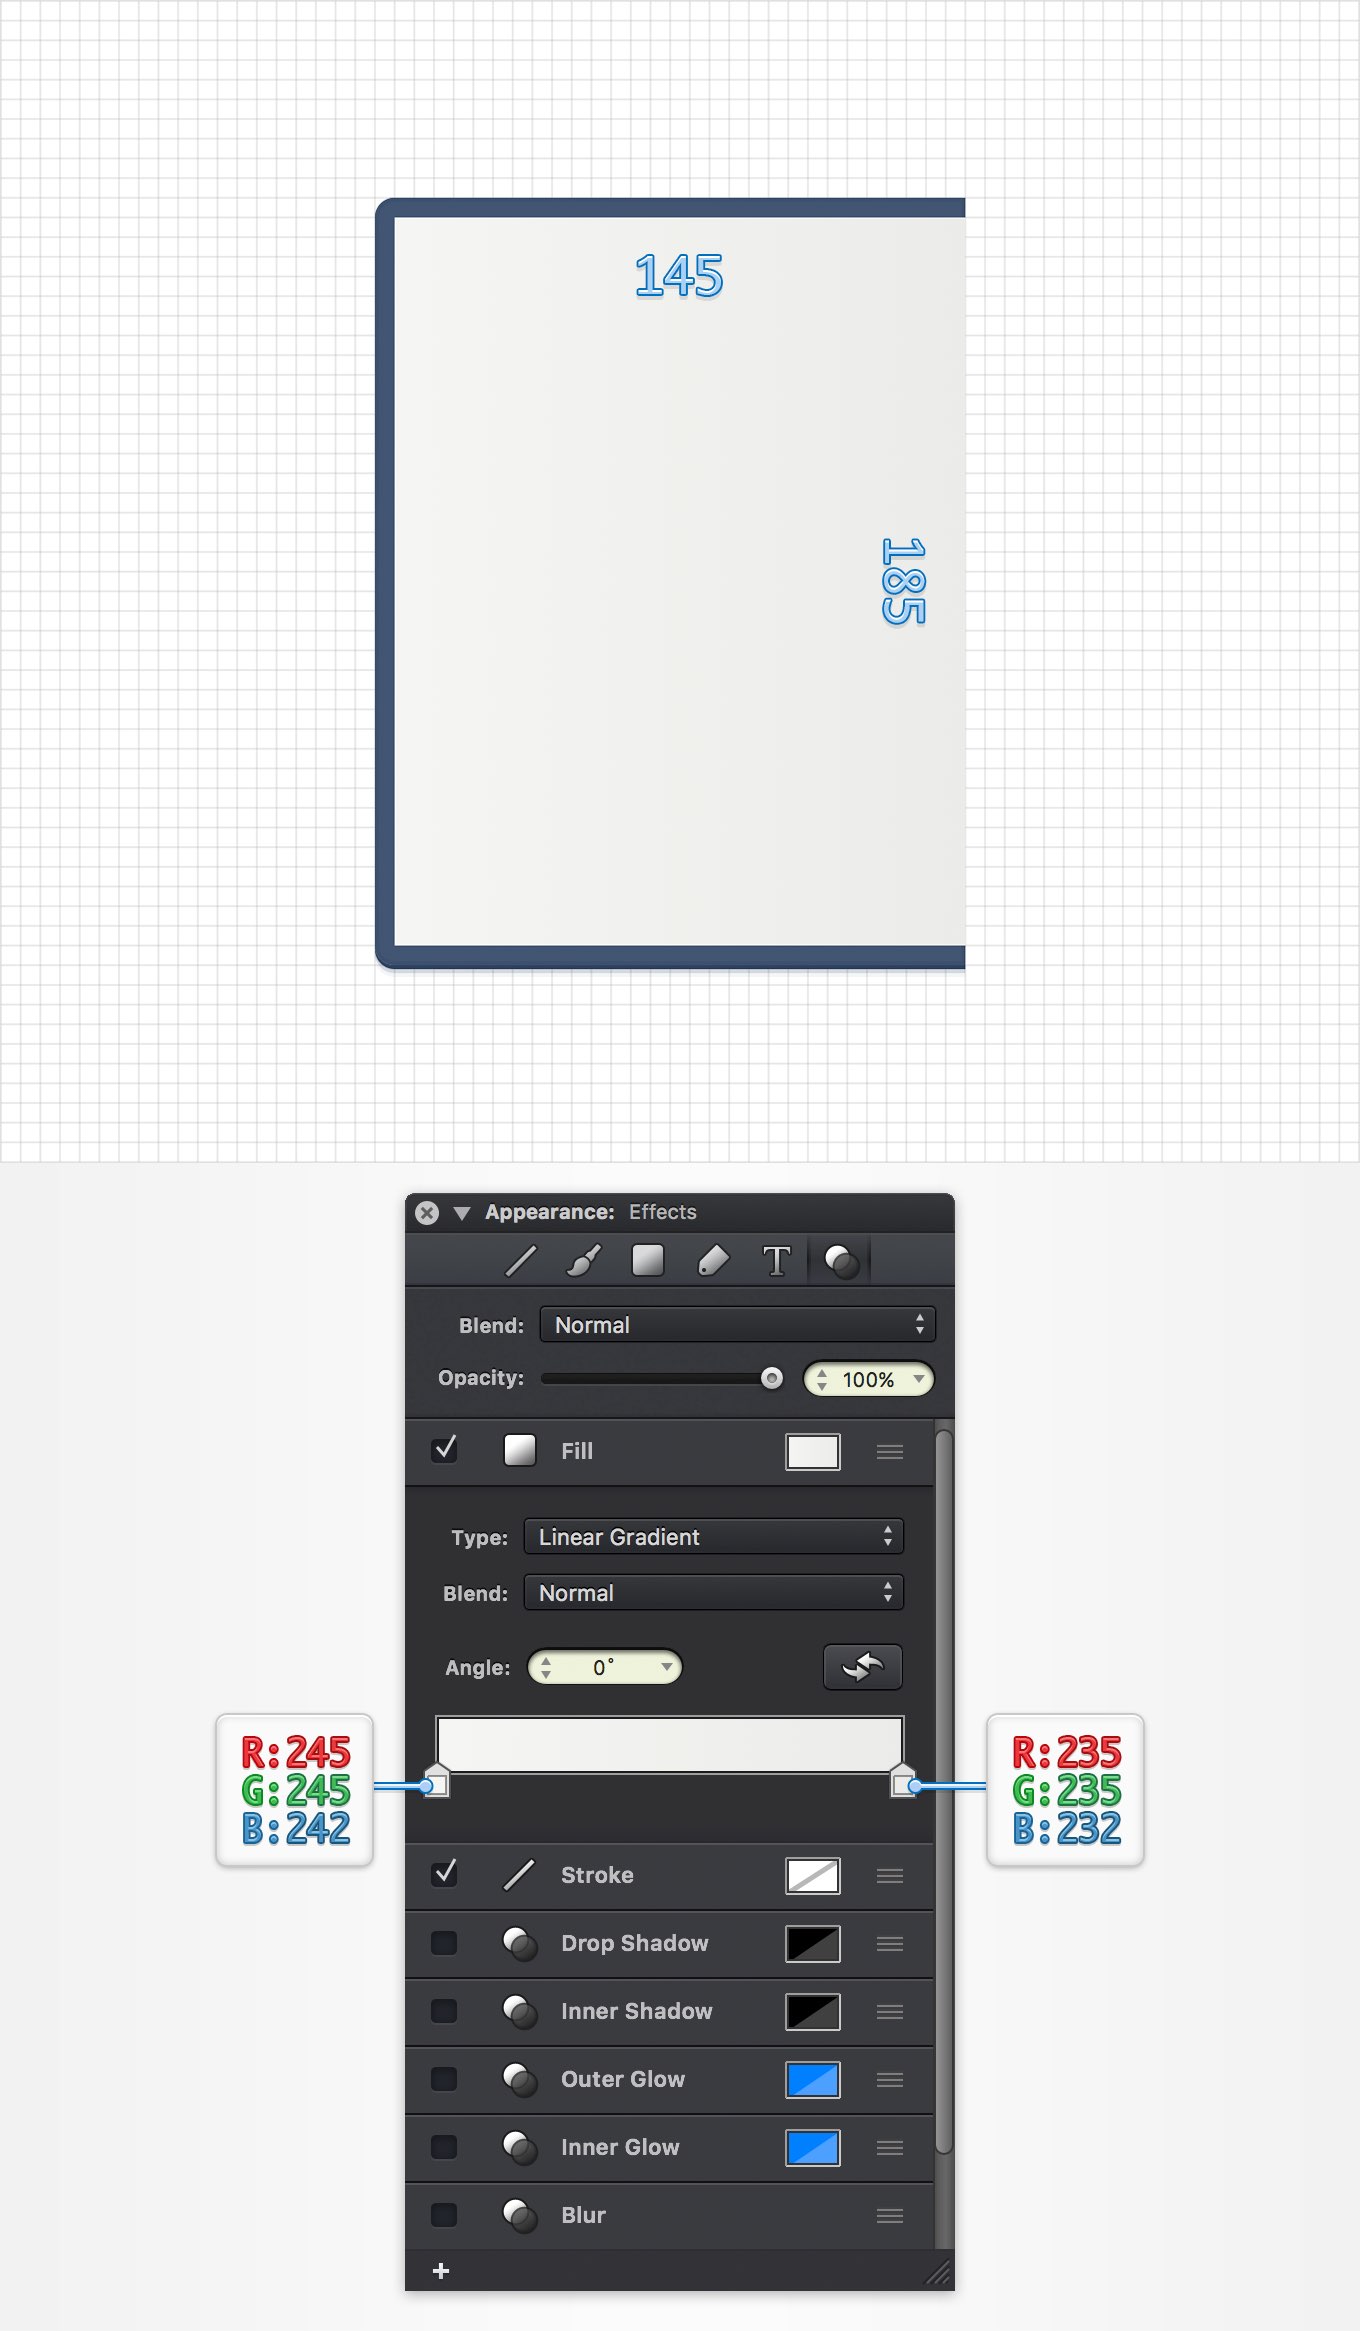 145
185
Appearance: Effects
T
Blend: Normal
Opacity: 100%
Fill
Type: Linear Gradient
Blend: Normal
Angle: 0°
R:245
G:245
B:242
R:235
G:235
B:232
Stroke
Drop Shadow
Inner Shadow
Outer Glow
Inner Glow
Blur
+